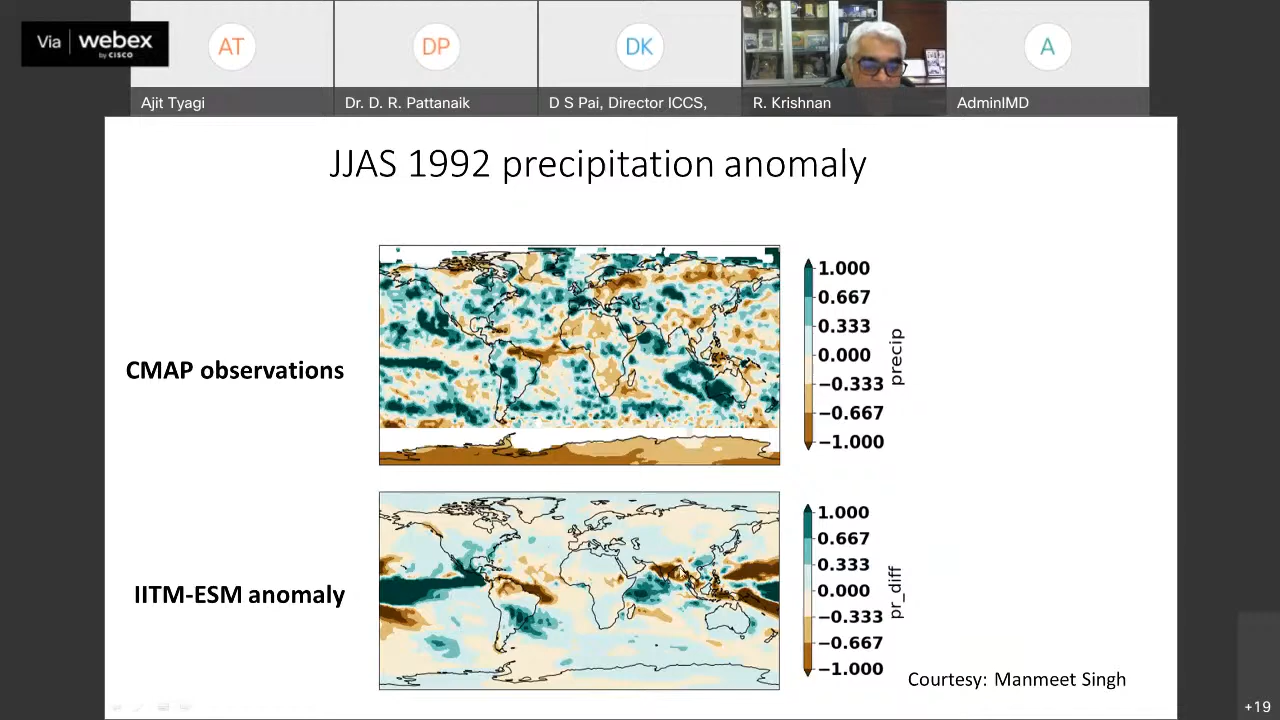 Via webex
by CISCO
AT
DP
DK
A
Ajit Tyagi
Dr. D. R. Pattanaik
D S Pai, Director ICCS,
R. Krishnan
AdminIMD
JJAS 1992 precipitation anomaly
CMAP observations
1.000
0.667
0.333
0.000
−0.333
−0.667
−1.000
precip
IITM-ESM anomaly
1.000
0.667
0.333
0.000
−0.333
−0.667
−1.000
pr_diff
Courtesy: Manmeet Singh
+19